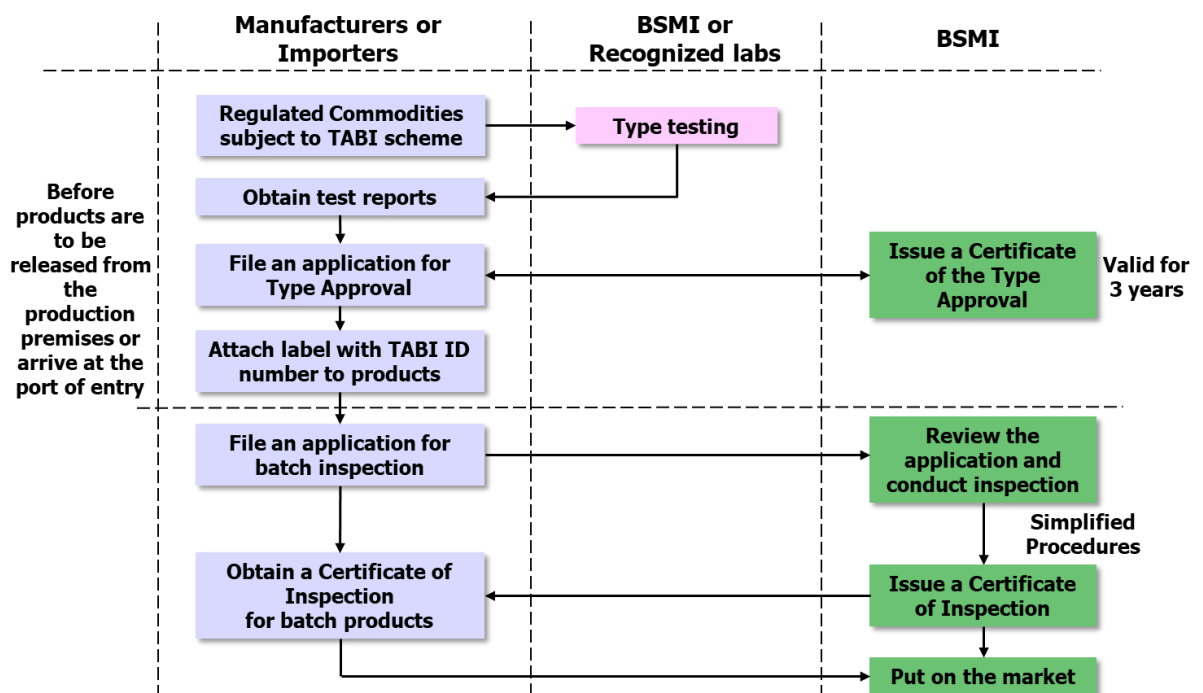 Manufacturers or
Importers
BSMI or
Recognized labs
BSMI
Regulated Commodities
subject to TABI scheme
Type testing
Before
products are
to be
released from
the
production
premises or
arrive at the
port of entry
Obtain test reports
File an application for
Type Approval
Issue a Certificate
of the Type
Approval
Valid for
3 years
Attach label with TABI ID
number to products
File an application for
batch inspection
Review the
application and
conduct inspection
Simplified
Procedures
Obtain a Certificate of
Inspection
for batch products
Issue a Certificate
of Inspection
Put on the market